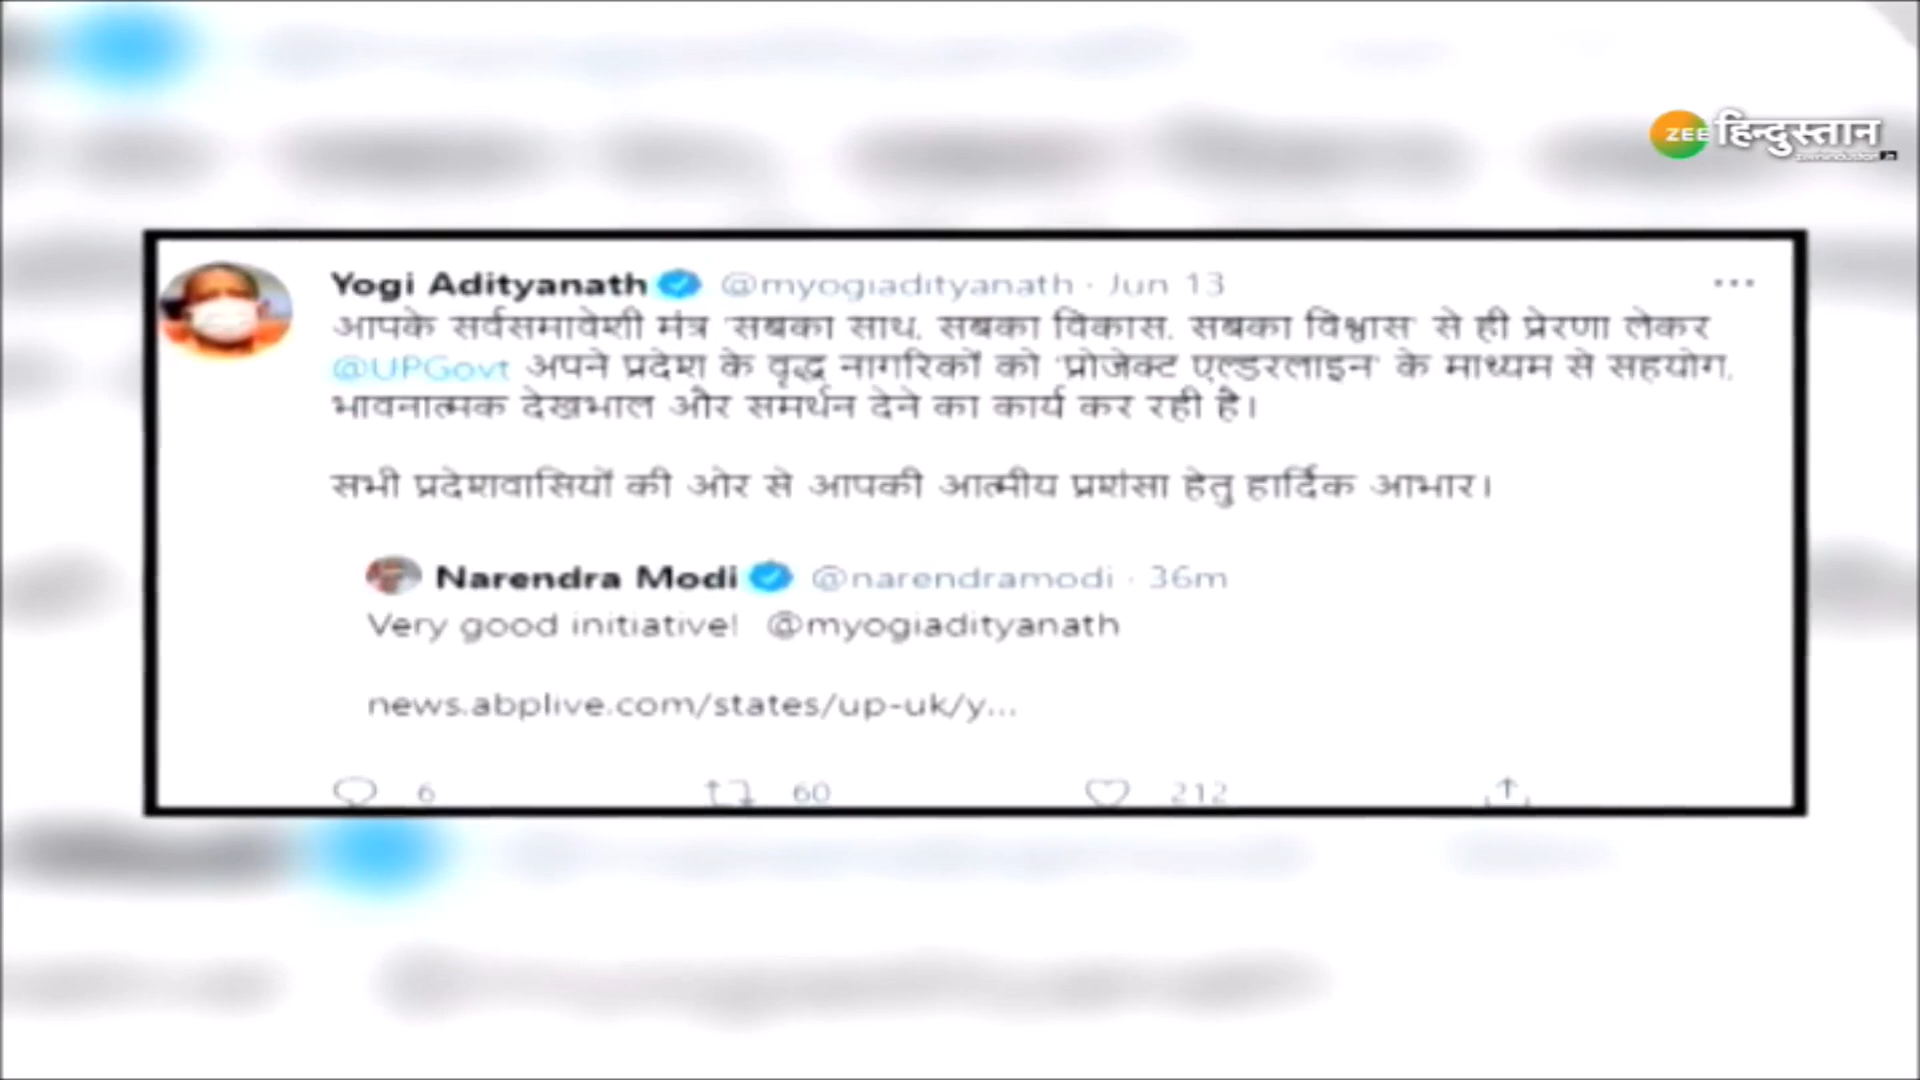 ZEE हिन्दुस्तान
Yogi Adityanath @myogiadityanath · Jun 13
आपके सर्वसमावेशी मंत्र 'सबका साथ, सबका विकास, सबका विश्वास' से ही प्रेरणा लेकर
@UPGovt अपने प्रदेश के वृद्ध नागरिकों को 'प्रोजेक्ट एल्डरलाइन' के माध्यम से सहयोग,
भावनात्मक देखभाल और समर्थन देने का कार्य कर रही है।
सभी प्रदेशवासियों की ओर से आपकी आत्मीय प्रशंसा हेतु हार्दिक आभार।
Narendra Modi @narendramodi · 36m
Very good initiative! @myogiadityanath
news.abplive.com/states/up-uk/y...
6 60 212